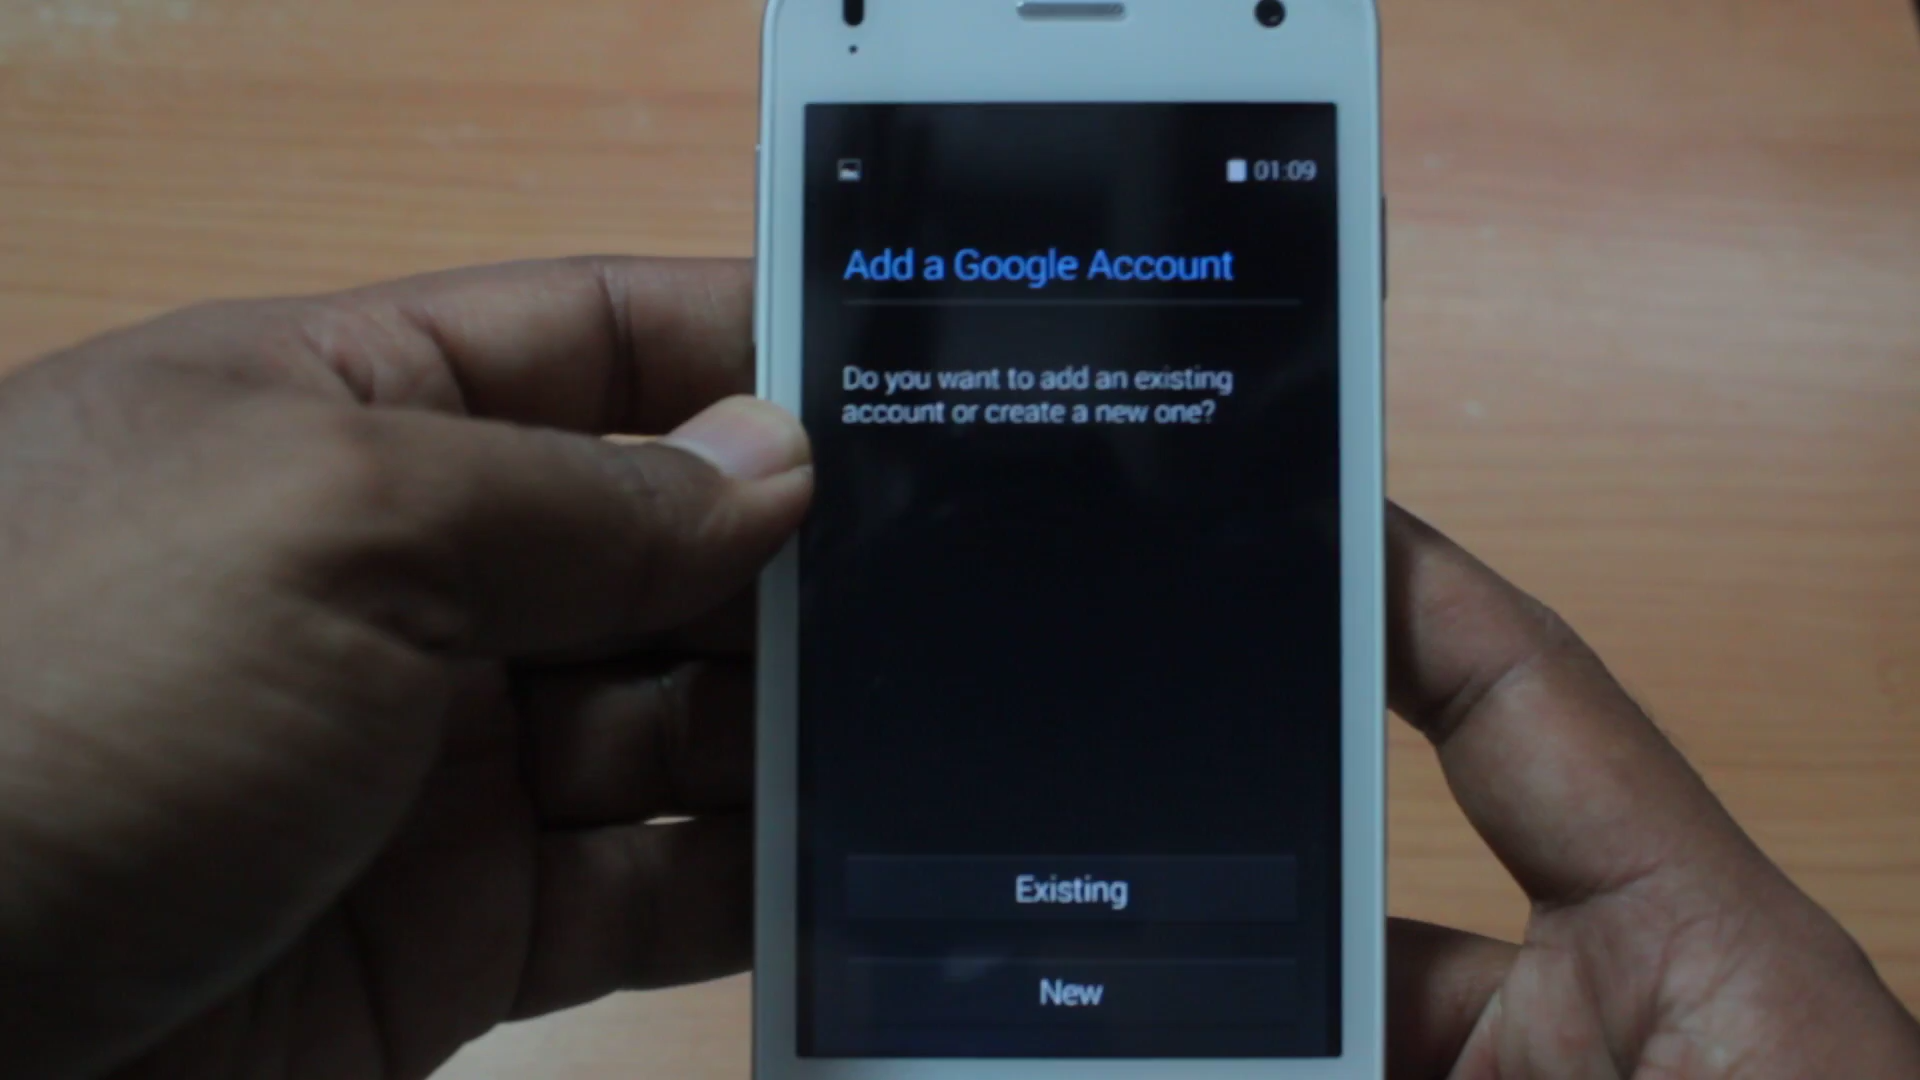 01:09
Add a Google Account
Do you want to add an existing
account or create a new one?
Existing
New